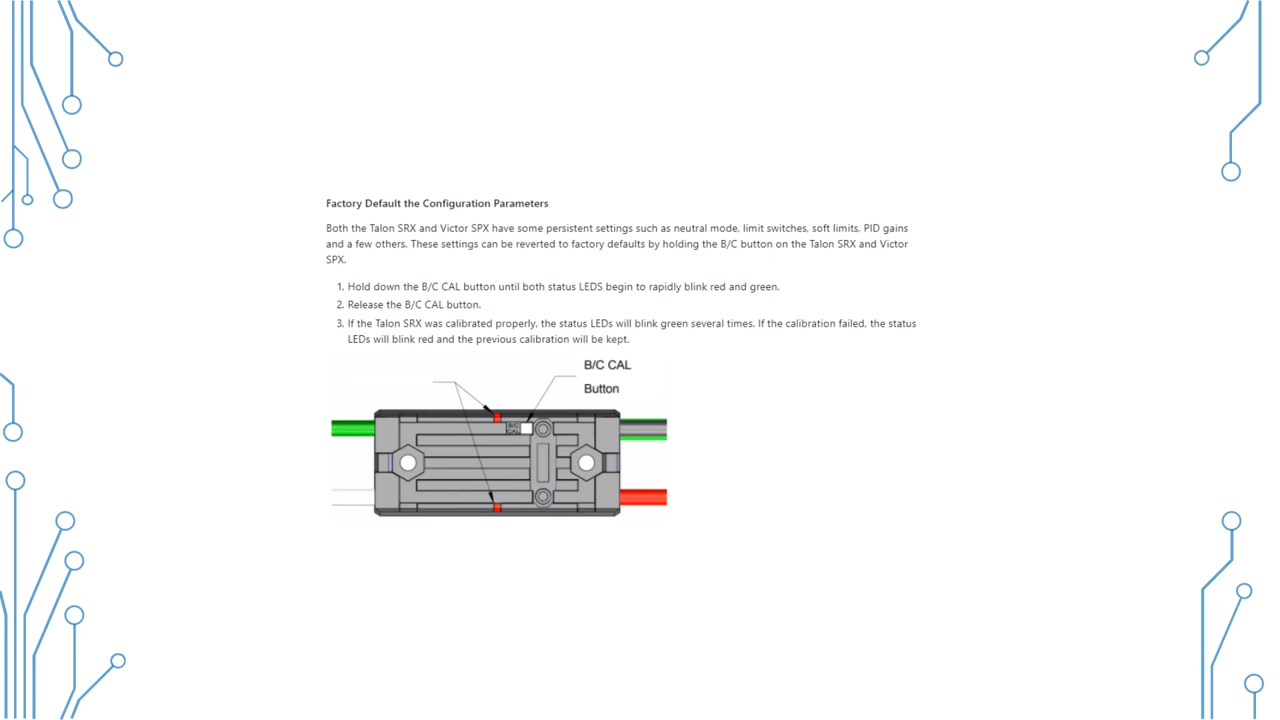 Factory Default the Configuration Parameters
Both the Talon SRX and Victor SPX have some persistent settings such as neutral mode, limit switches, soft limits, PID gains
and a few others. These settings can be reverted to factory defaults by holding the B/C button on the Talon SRX and Victor
SPX.
1. Hold down the B/C CAL button until both status LEDS begin to rapidly blink red and green.
2. Release the B/C CAL button.
3. If the Talon SRX was calibrated properly, the status LEDs will blink green several times. If the calibration failed, the status
LEDs will blink red and the previous calibration will be kept.
B/C CAL
Button
B/C
CAL